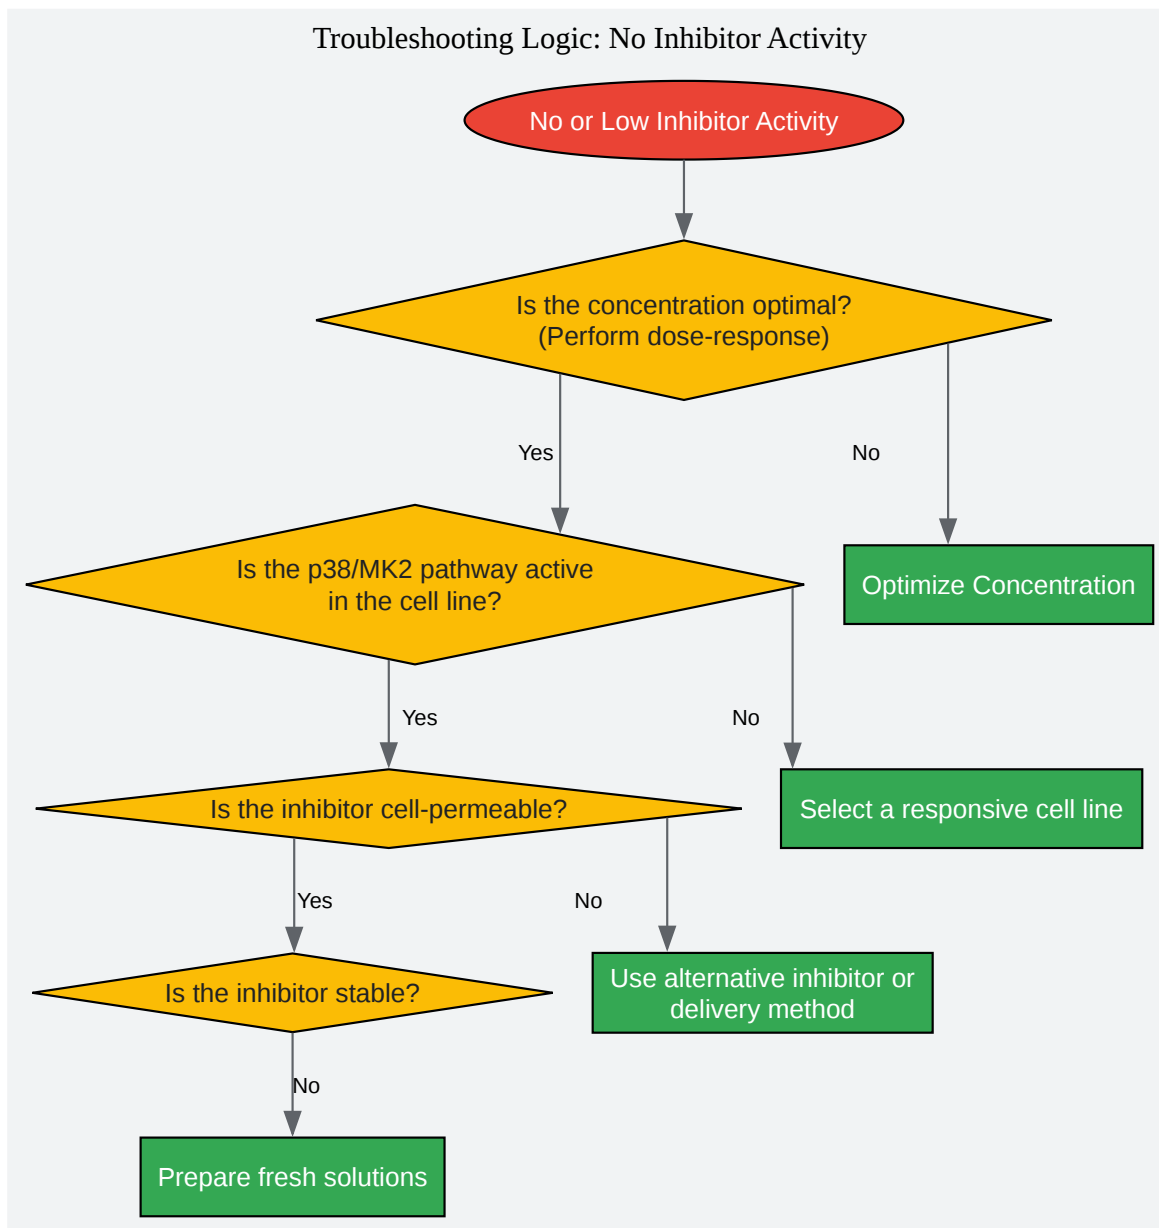 Troubleshooting Logic: No Inhibitor Activity
No or Low Inhibitor Activity
Is the concentration optimal?
(Perform dose-response)
Yes
No
Is the p38/MK2 pathway active
in the cell line?
Optimize Concentration
Yes
No
Is the inhibitor cell-permeable?
Select a responsive cell line
Yes
No
Is the inhibitor stable?
Use alternative inhibitor or
delivery method
No
Prepare fresh solutions